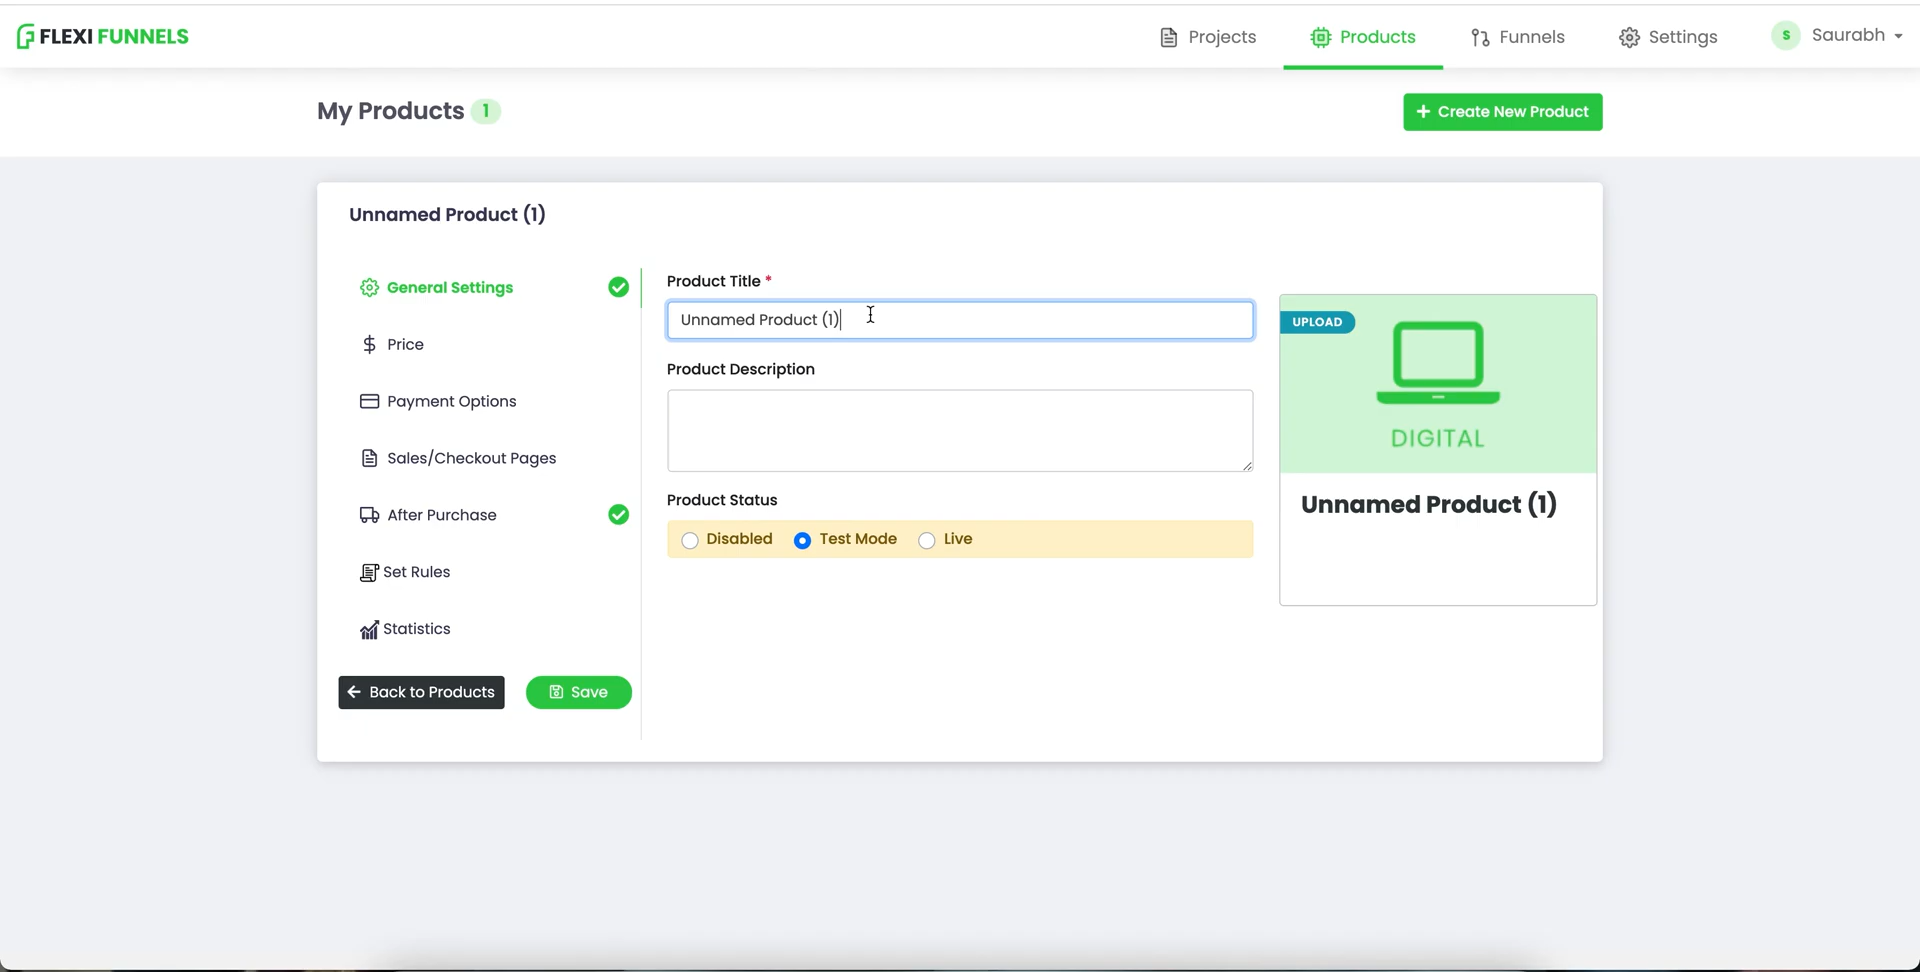 FLEXI FUNNELS
Projects
Products
Funnels
Settings
S
Saurabh
My Products 1
+ Create New Product
Unnamed Product (1)
General Settings
Price
Payment Options
Sales/Checkout Pages
After Purchase
Set Rules
Statistics
Back to Products
Save
Product Title *
Unnamed Product (1)
Product Description
Product Status
Disabled
Test Mode
Live
UPLOAD
DIGITAL
Unnamed Product (1)